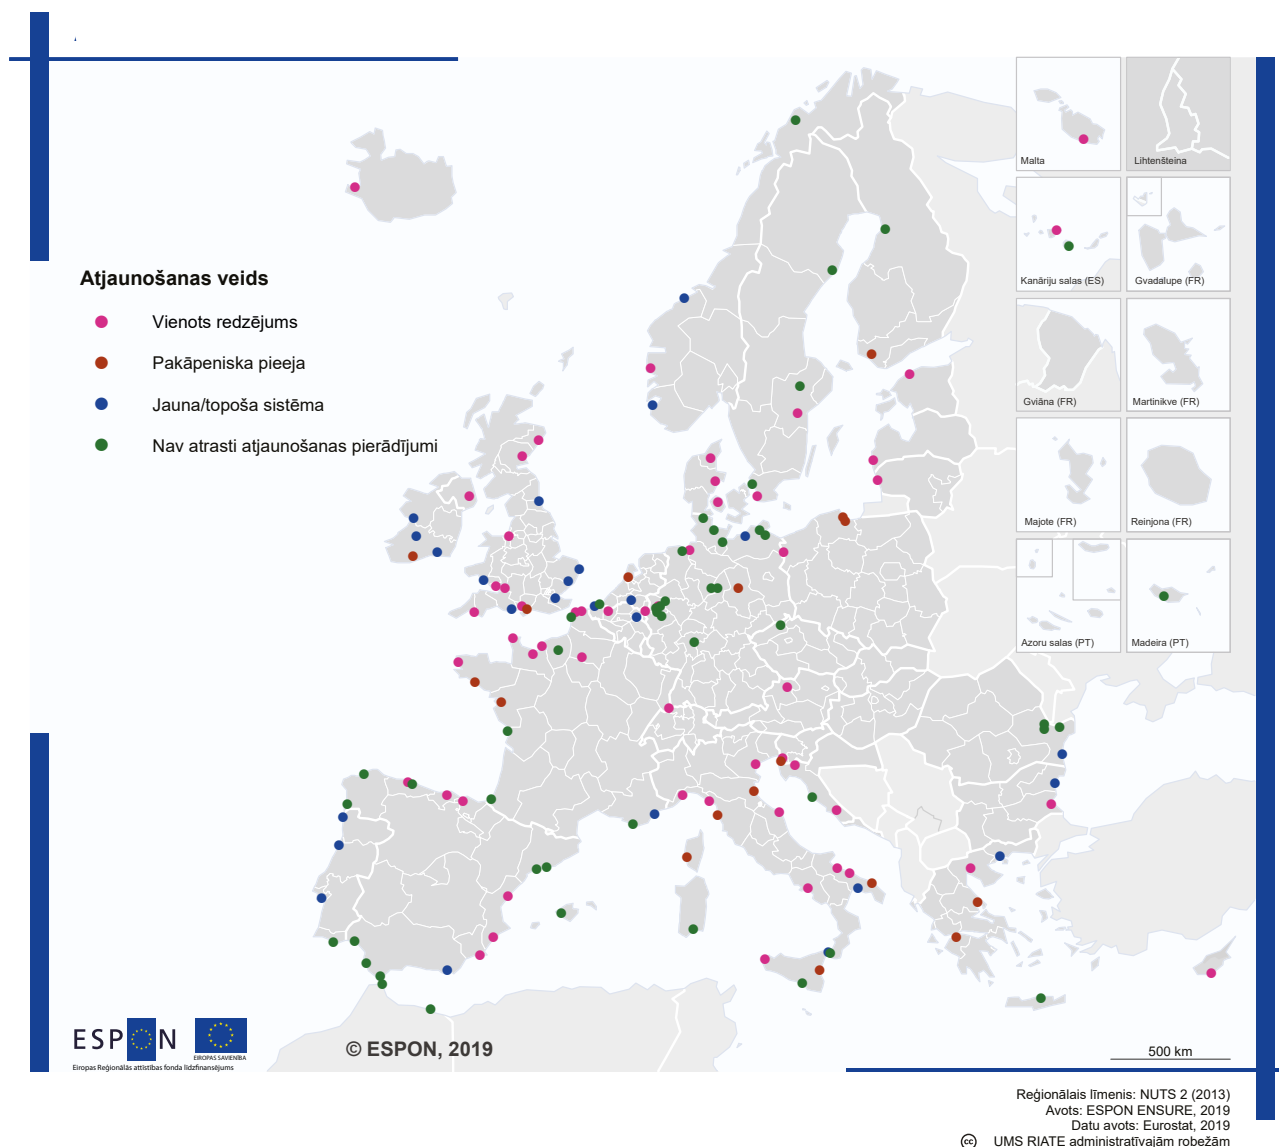 Atjaunošanas veids
Vienots redzējums
Pakāpeniska pieeja
Jauna/topoša sistēma
Nav atrasti atjaunošanas pierādījumi
Malta
Lihtenšteina
Kanāriju salas (ES)
Gvadalupe (FR)
Gviāna (FR)
Martinikve (FR)
Majote (FR)
Reinjona (FR)
Azoru salas (PT)
Madeira (PT)
ESPON
EIROPAS SAVIENĪBA
Eiropas Reģionālās attīstības fonda līdzfinansējums
© ESPON, 2019
500 km
Reģionālais līmenis: NUTS 2 (2013)
Avots: ESPON ENSURE, 2019
Datu avots: Eurostat, 2019
(cc) UMS RIATE administratīvajām robežām